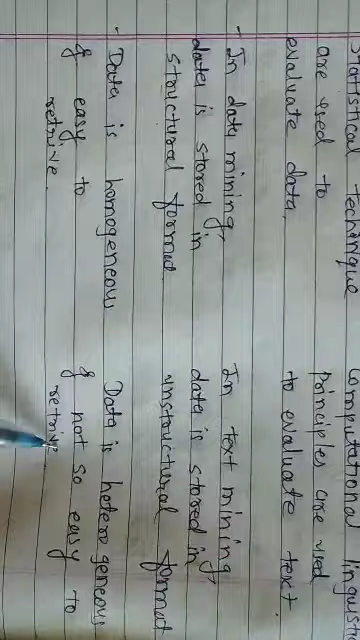 Statistical technique
are used to
evaluate data.
- In data mining,
data is stored in
structural format.
- Data is homogeneous
& easy to
retrive.
Computational
principles are used
to evaluate text.
In text mining,
data is stored in
unstructural format
Data is heterogeneous
& not so easy to
retrive